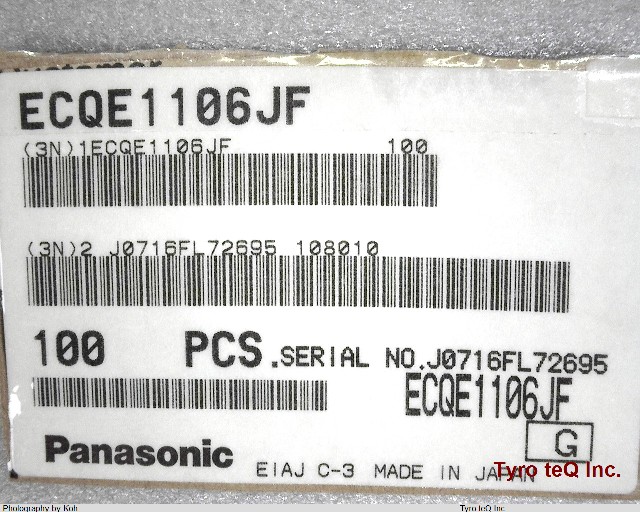 ECQE1106JF
(3N)1ECQE1106JF 100
(3N)2 J0716FL72695 108010
100 PCS.SERIAL NO.J0716FL72695
ECQE1106JF
G
Panasonic EIAJ C-3 MADE IN JAPAN
Tyro teQ Inc.
Photography by Koh Tyro teQ Inc